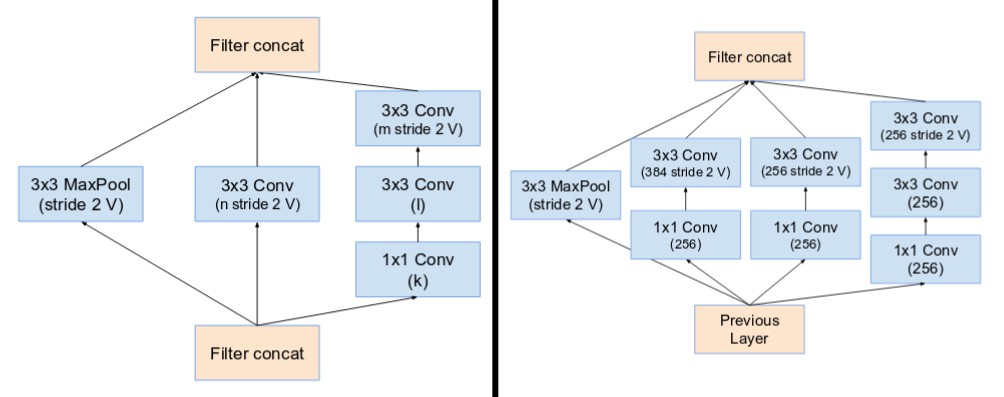 Filter concat
3x3 Conv
(m stride 2 V)
3x3 MaxPool
(stride 2 V)
3x3 Conv
(n stride 2 V)
3x3 Conv
(l)
1x1 Conv
(k)
Filter concat
Filter concat
3x3 Conv
(256 stride 2 V)
3x3 MaxPool
(stride 2 V)
3x3 Conv
(384 stride 2 V)
3x3 Conv
(256 stride 2 V)
3x3 Conv
(256)
1x1 Conv
(256)
1x1 Conv
(256)
1x1 Conv
(256)
Previous
Layer